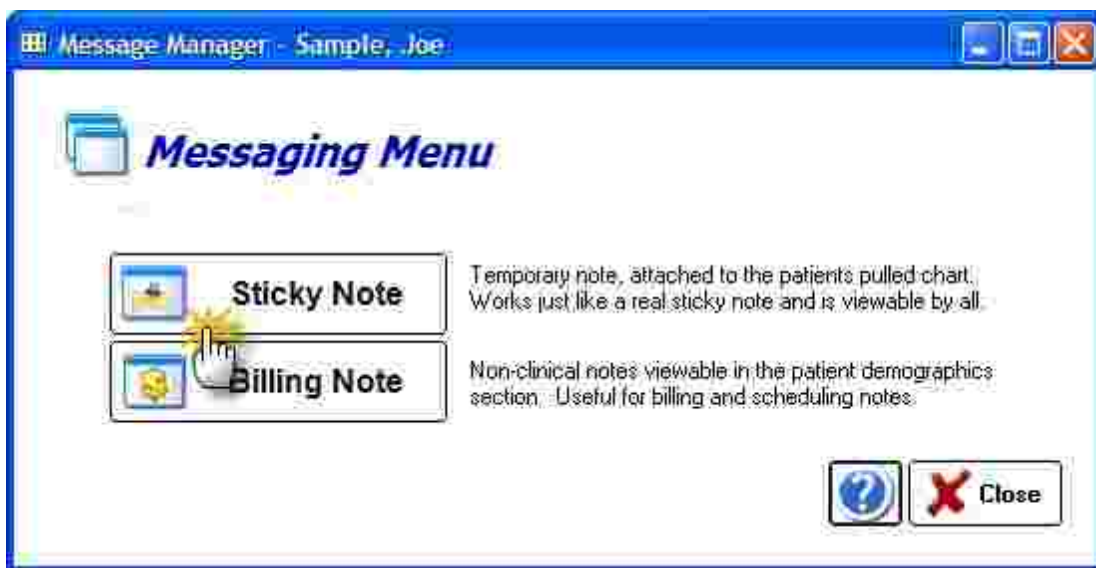 Message Manager - Sample, Joe
Messaging Menu
Sticky Note
Temporary note, attached to the patients pulled chart.
Works just like a real sticky note and is viewable by all.
Billing Note
Non-clinical notes viewable in the patient demographics
section. Useful for billing and scheduling notes.
Close